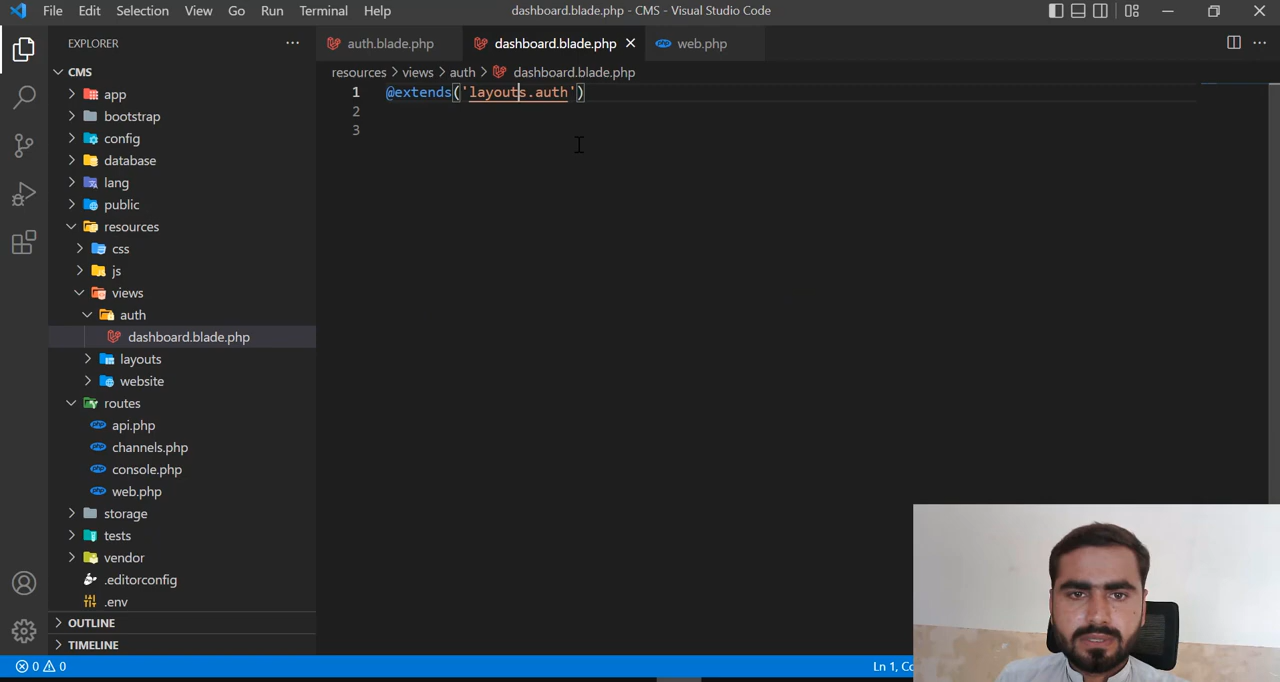 File Edit Selection View Go Run Terminal Help
dashboard.blade.php - CMS - Visual Studio Code
EXPLORER
auth.blade.php
dashboard.blade.php
web.php
CMS
resources > views > auth > dashboard.blade.php
1 @extends('layouts.auth')
2
3
app
bootstrap
config
database
lang
public
resources
css
js
views
auth
dashboard.blade.php
layouts
website
routes
api.php
channels.php
console.php
web.php
storage
tests
vendor
.editorconfig
.env
OUTLINE
TIMELINE
0 0